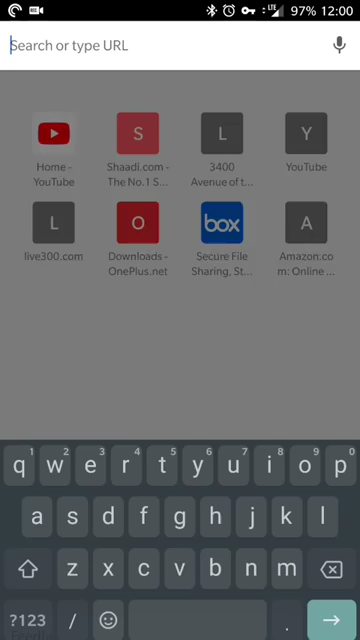 LTE 97% 12:00
Search or type URL
S L Y
Home - Shaadi.com - 3400 YouTube
YouTube The No.1 S... Avenue of t...
L O box A
live300.com Downloads - Secure File Amazon.co
OnePlus.net Sharing, St... m: Online ...
1 2 3 4 5 6 7 8 9 0
q w e r t y u i o p
a s d f g h j k l
z x c v b n m
?123 / .